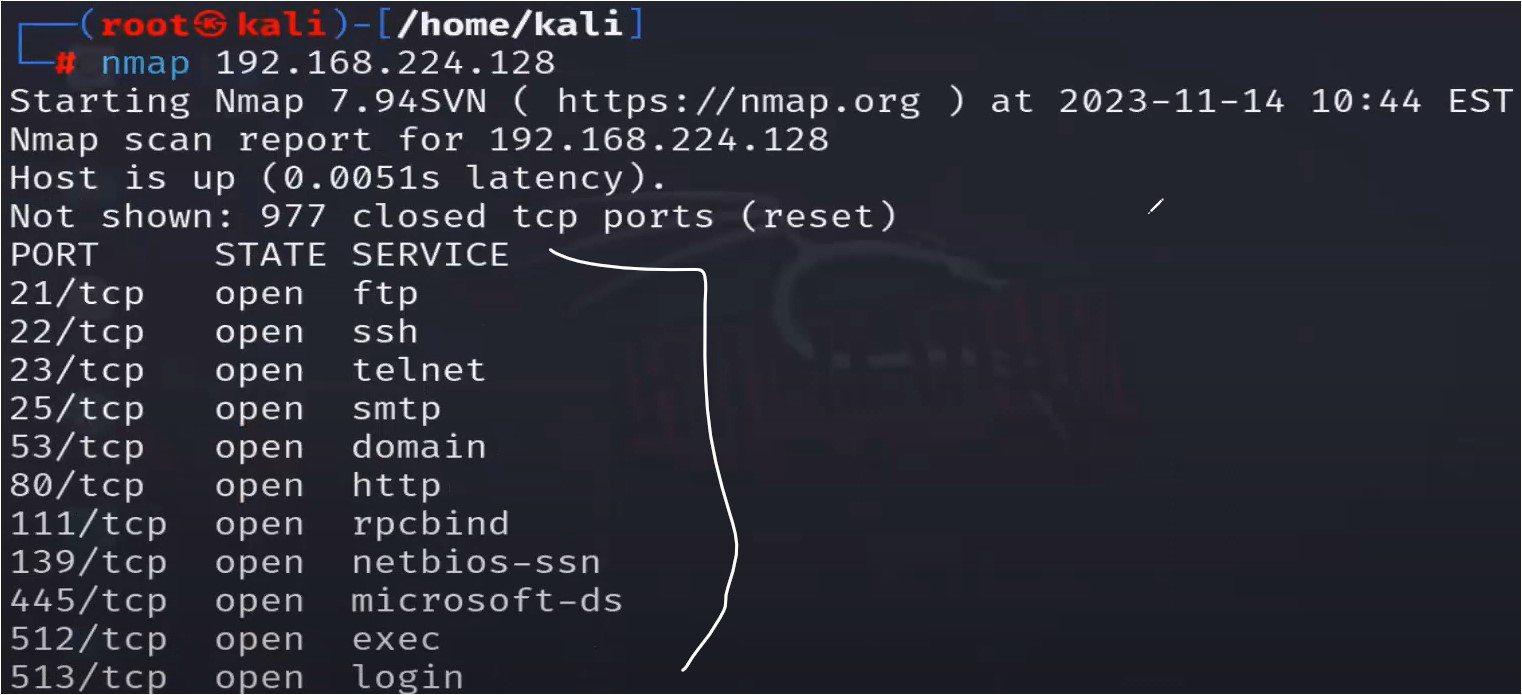 (root㉿kali)-[/home/kali]
# nmap 192.168.224.128
Starting Nmap 7.94SVN ( https://nmap.org ) at 2023-11-14 10:44 EST
Nmap scan report for 192.168.224.128
Host is up (0.0051s latency).
Not shown: 977 closed tcp ports (reset)
PORT STATE SERVICE
21/tcp open ftp
22/tcp open ssh
23/tcp open telnet
25/tcp open smtp
53/tcp open domain
80/tcp open http
111/tcp open rpcbind
139/tcp open netbios-ssn
445/tcp open microsoft-ds
512/tcp open exec
513/tcp open login